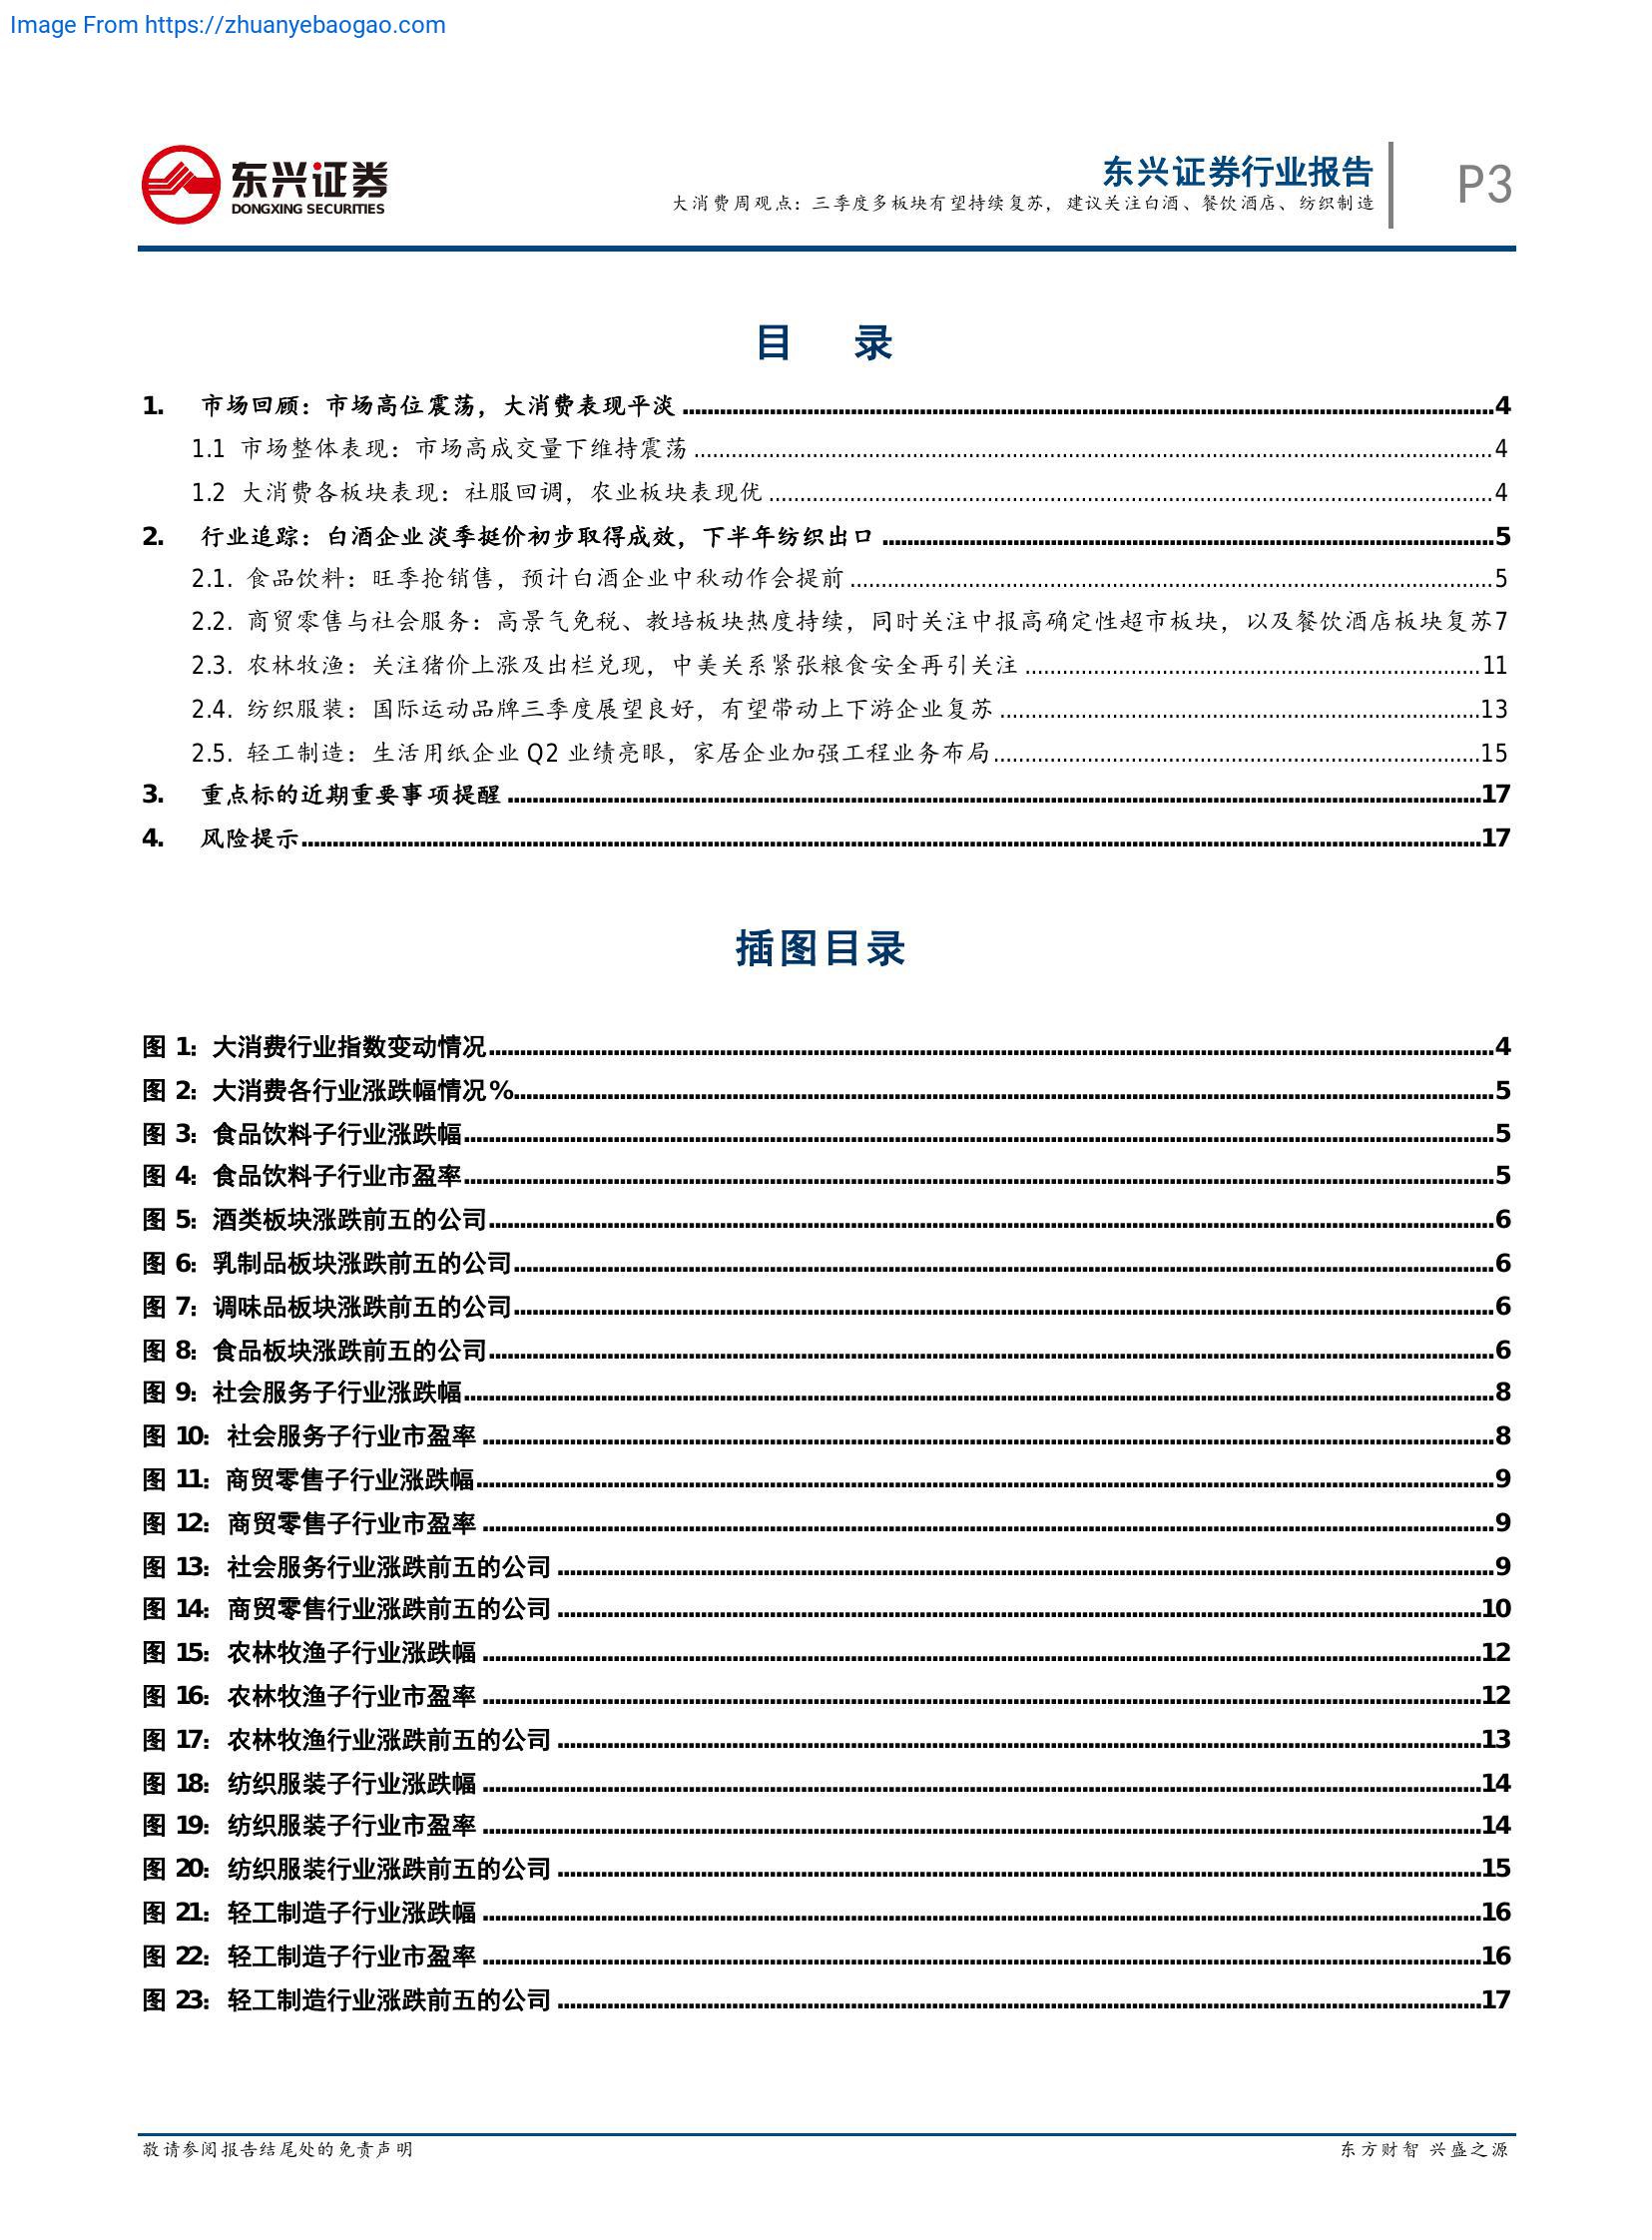 Image From https://zhuanyebaogao.com
东兴证券
DONGXING SECURITIES
东兴证券行业报告
大消费周观点：三季度多板块有望持续复苏，建议关注白酒、餐饮酒店、纺织制造
P3
目 录
1. 市场回顾：市场高位震荡，大消费表现平淡 4
1.1 市场整体表现：市场高成交量下维持震荡 4
1.2 大消费各板块表现：社服回调，农业板块表现优 4
2. 行业追踪：白酒企业淡季挺价初步取得成效，下半年纺织出口 5
2.1. 食品饮料：旺季抢销售，预计白酒企业中秋动作会提前 5
2.2. 商贸零售与社会服务：高景气免税、教培板块热度持续，同时关注中报高确定性超市板块，以及餐饮酒店板块复苏7
2.3. 农林牧渔：关注猪价上涨及出栏兑现，中美关系紧张粮食安全再引关注 11
2.4. 纺织服装：国际运动品牌三季度展望良好，有望带动上下游企业复苏 13
2.5. 轻工制造：生活用纸企业 Q2 业绩亮眼，家居企业加强工程业务布局 15
3. 重点标的近期重要事项提醒 17
4. 风险提示 17
插图目录
图 1：大消费行业指数变动情况 4
图 2：大消费各行业涨跌幅情况% 5
图 3：食品饮料子行业涨跌幅 5
图 4：食品饮料子行业市盈率 5
图 5：酒类板块涨跌前五的公司 6
图 6：乳制品板块涨跌前五的公司 6
图 7：调味品板块涨跌前五的公司 6
图 8：食品板块涨跌前五的公司 6
图 9：社会服务子行业涨跌幅 8
图 10：社会服务子行业市盈率 8
图 11：商贸零售子行业涨跌幅 9
图 12：商贸零售子行业市盈率 9
图 13：社会服务行业涨跌前五的公司 9
图 14：商贸零售行业涨跌前五的公司 10
图 15：农林牧渔子行业涨跌幅 12
图 16：农林牧渔子行业市盈率 12
图 17：农林牧渔行业涨跌前五的公司 13
图 18：纺织服装子行业涨跌幅 14
图 19：纺织服装子行业市盈率 14
图 20：纺织服装行业涨跌前五的公司 15
图 21：轻工制造子行业涨跌幅 16
图 22：轻工制造子行业市盈率 16
图 23：轻工制造行业涨跌前五的公司 17
敬请参阅报告结尾处的免责声明
东方财智 兴盛之源